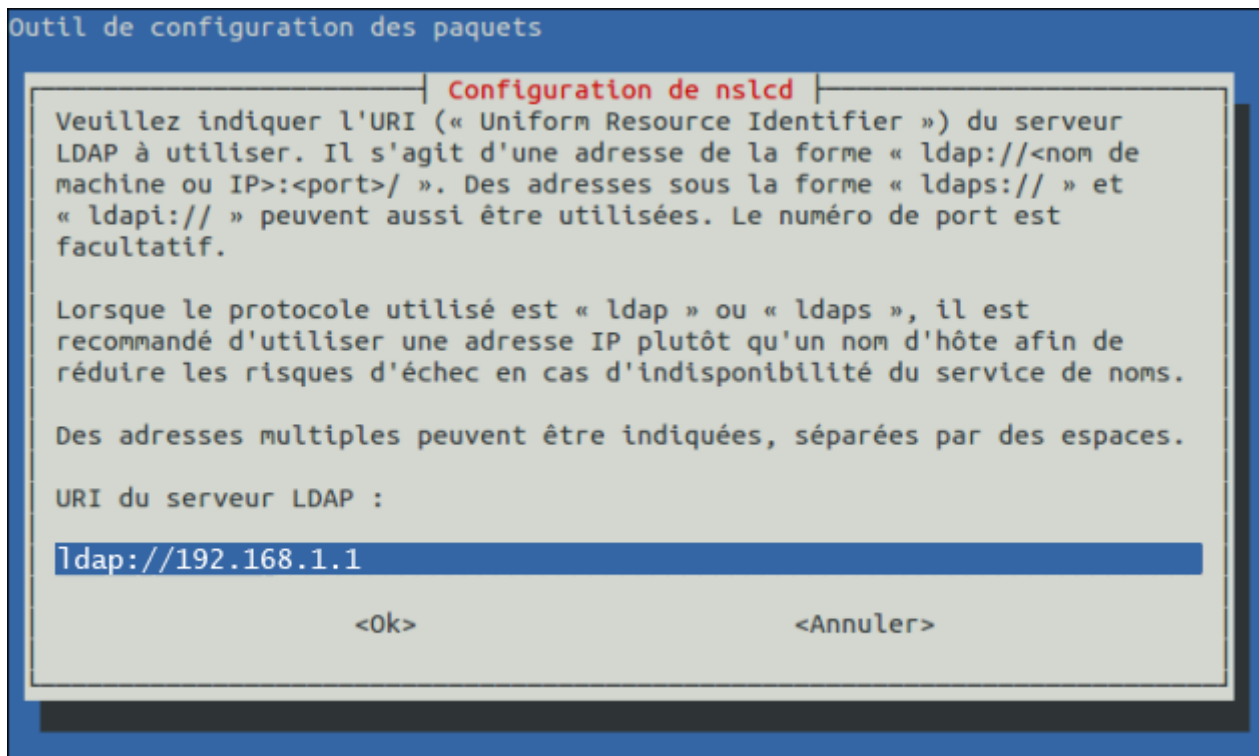 Outil de configuration des paquets
Configuration de nslcd
Veuillez indiquer l'URI (« Uniform Resource Identifier ») du serveur
LDAP à utiliser. Il s'agit d'une adresse de la forme « ldap://<nom de
machine ou IP>:<port>/ ». Des adresses sous la forme « ldaps:// » et
« ldapi:// » peuvent aussi être utilisées. Le numéro de port est
facultatif.
Lorsque le protocole utilisé est « ldap » ou « ldaps », il est
recommandé d'utiliser une adresse IP plutôt qu'un nom d'hôte afin de
réduire les risques d'échec en cas d'indisponibilité du service de noms.
Des adresses multiples peuvent être indiquées, séparées par des espaces.
URI du serveur LDAP :
ldap://192.168.1.1
<Ok> <Annuler>